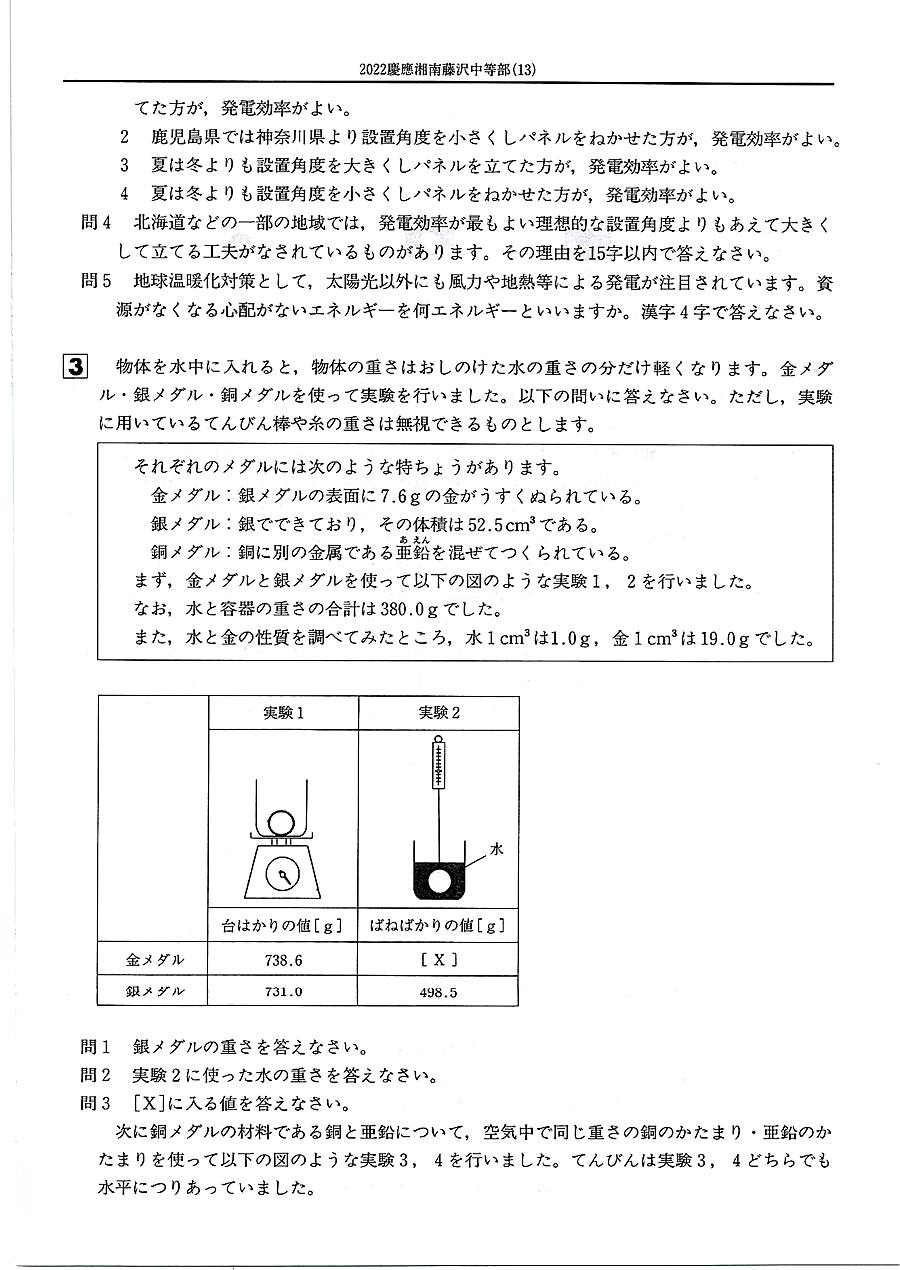 2022慶應湘南藤沢中等部(13)
てた方が，発電効率がよい。
2 鹿児島県では神奈川県より設置角度を小さくしパネルをねかせた方が，発電効率がよい。
3 夏は冬よりも設置角度を大きくしパネルを立てた方が，発電効率がよい。
4 夏は冬よりも設置角度を小さくしパネルをねかせた方が，発電効率がよい。
問4 北海道などの一部の地域では，発電効率が最もよい理想的な設置角度よりもあえて大きく
して立てる工夫がなされているものがあります。その理由を15字以内で答えなさい。
問5 地球温暖化対策として，太陽光以外にも風力や地熱等による発電が注目されています。資
源がなくなる心配がないエネルギーを何エネルギーといいますか。漢字4字で答えなさい。
3 物体を水中に入れると，物体の重さはおしのけた水の重さの分だけ軽くなります。金メダ
ル・銀メダル・銅メダルを使って実験を行いました。以下の問いに答えなさい。ただし，実験
に用いているてんびん棒や糸の重さは無視できるものとします。
それぞれのメダルには次のような特ちょうがあります。
金メダル：銀メダルの表面に7.6gの金がうすくぬられている。
銀メダル：銀でできており，その体積は52.5cm³である。
あえん
銅メダル：銅に別の金属である亜鉛を混ぜてつくられている。
まず，金メダルと銀メダルを使って以下の図のような実験1，2を行いました。
なお，水と容器の重さの合計は380.0gでした。
また，水と金の性質を調べてみたところ，水1cm³は1.0g，金1cm³は19.0gでした。
実験1 実験2
水
台はかりの値[g] ばねばかりの値[g]
金メダル 738.6 [X]
銀メダル 731.0 498.5
問1 銀メダルの重さを答えなさい。
問2 実験2に使った水の重さを答えなさい。
問3 [X]に入る値を答えなさい。
次に銅メダルの材料である銅と亜鉛について，空気中で同じ重さの銅のかたまり・亜鉛のか
たまりを使って以下の図のような実験3，4を行いました。てんびんは実験3，4どちらでも
水平につりあっていました。